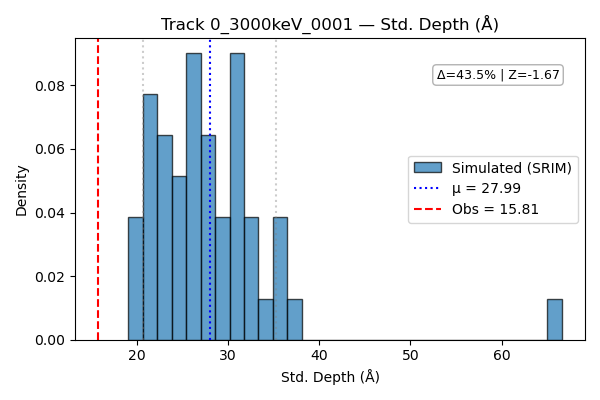 Track 0_3000keV_0001 — Std. Depth (Å)
Δ=43.5% | Z=-1.67
Simulated (SRIM)
μ = 27.99
Obs = 15.81
Density
0.08
0.06
0.04
0.02
0.00
20 30 40 50 60
Std. Depth (Å)